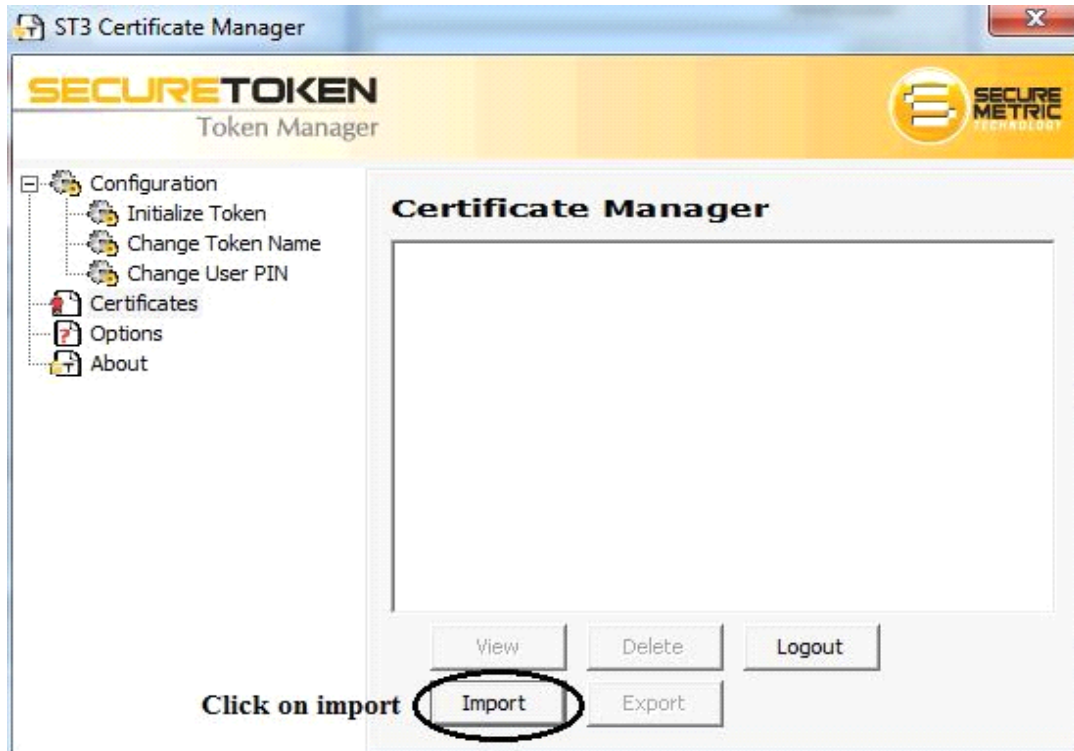 ST3 Certificate Manager
X
SECURETOKEN
Token Manager
SECURE
METRIC
TECHNOLOGY
Configuration
Initialize Token
Change Token Name
Change User PIN
Certificates
Options
About
Certificate Manager
View Delete Logout
Click on import Import Export